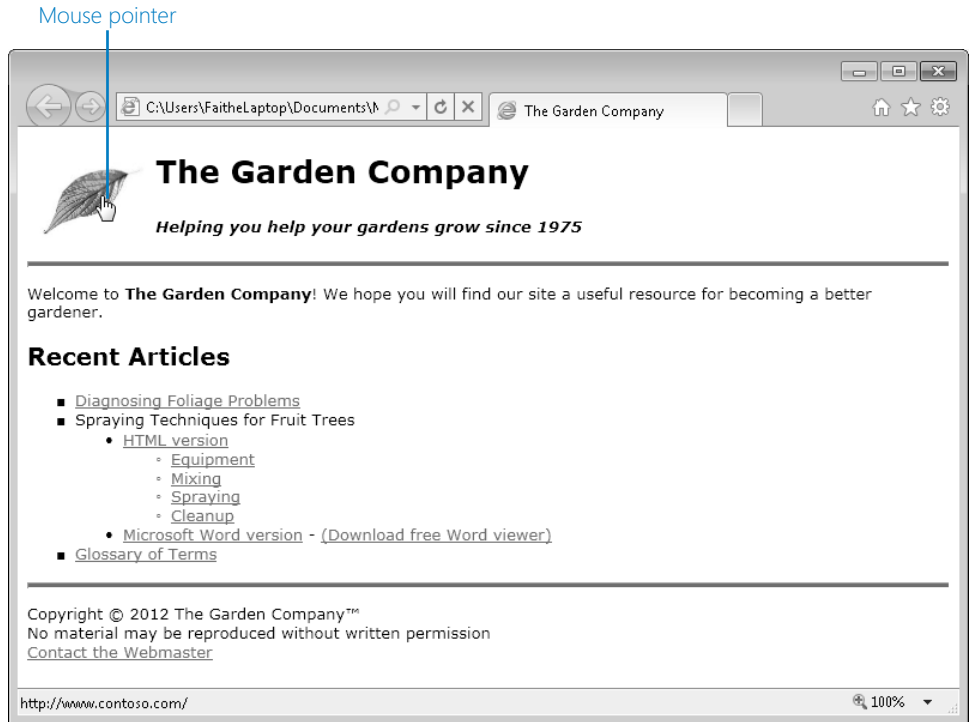 Mouse pointer
C:\Users\FaitheLaptop\Documents\
The Garden Company
The Garden Company
Helping you help your gardens grow since 1975
Welcome to The Garden Company! We hope you will find our site a useful resource for becoming a better
gardener.
Recent Articles
Diagnosing Foliage Problems
Spraying Techniques for Fruit Trees
HTML version
Equipment
Mixing
Spraying
Cleanup
Microsoft Word version - (Download free Word viewer)
Glossary of Terms
Copyright © 2012 The Garden Company™
No material may be reproduced without written permission
Contact the Webmaster
http://www.contoso.com/
100%